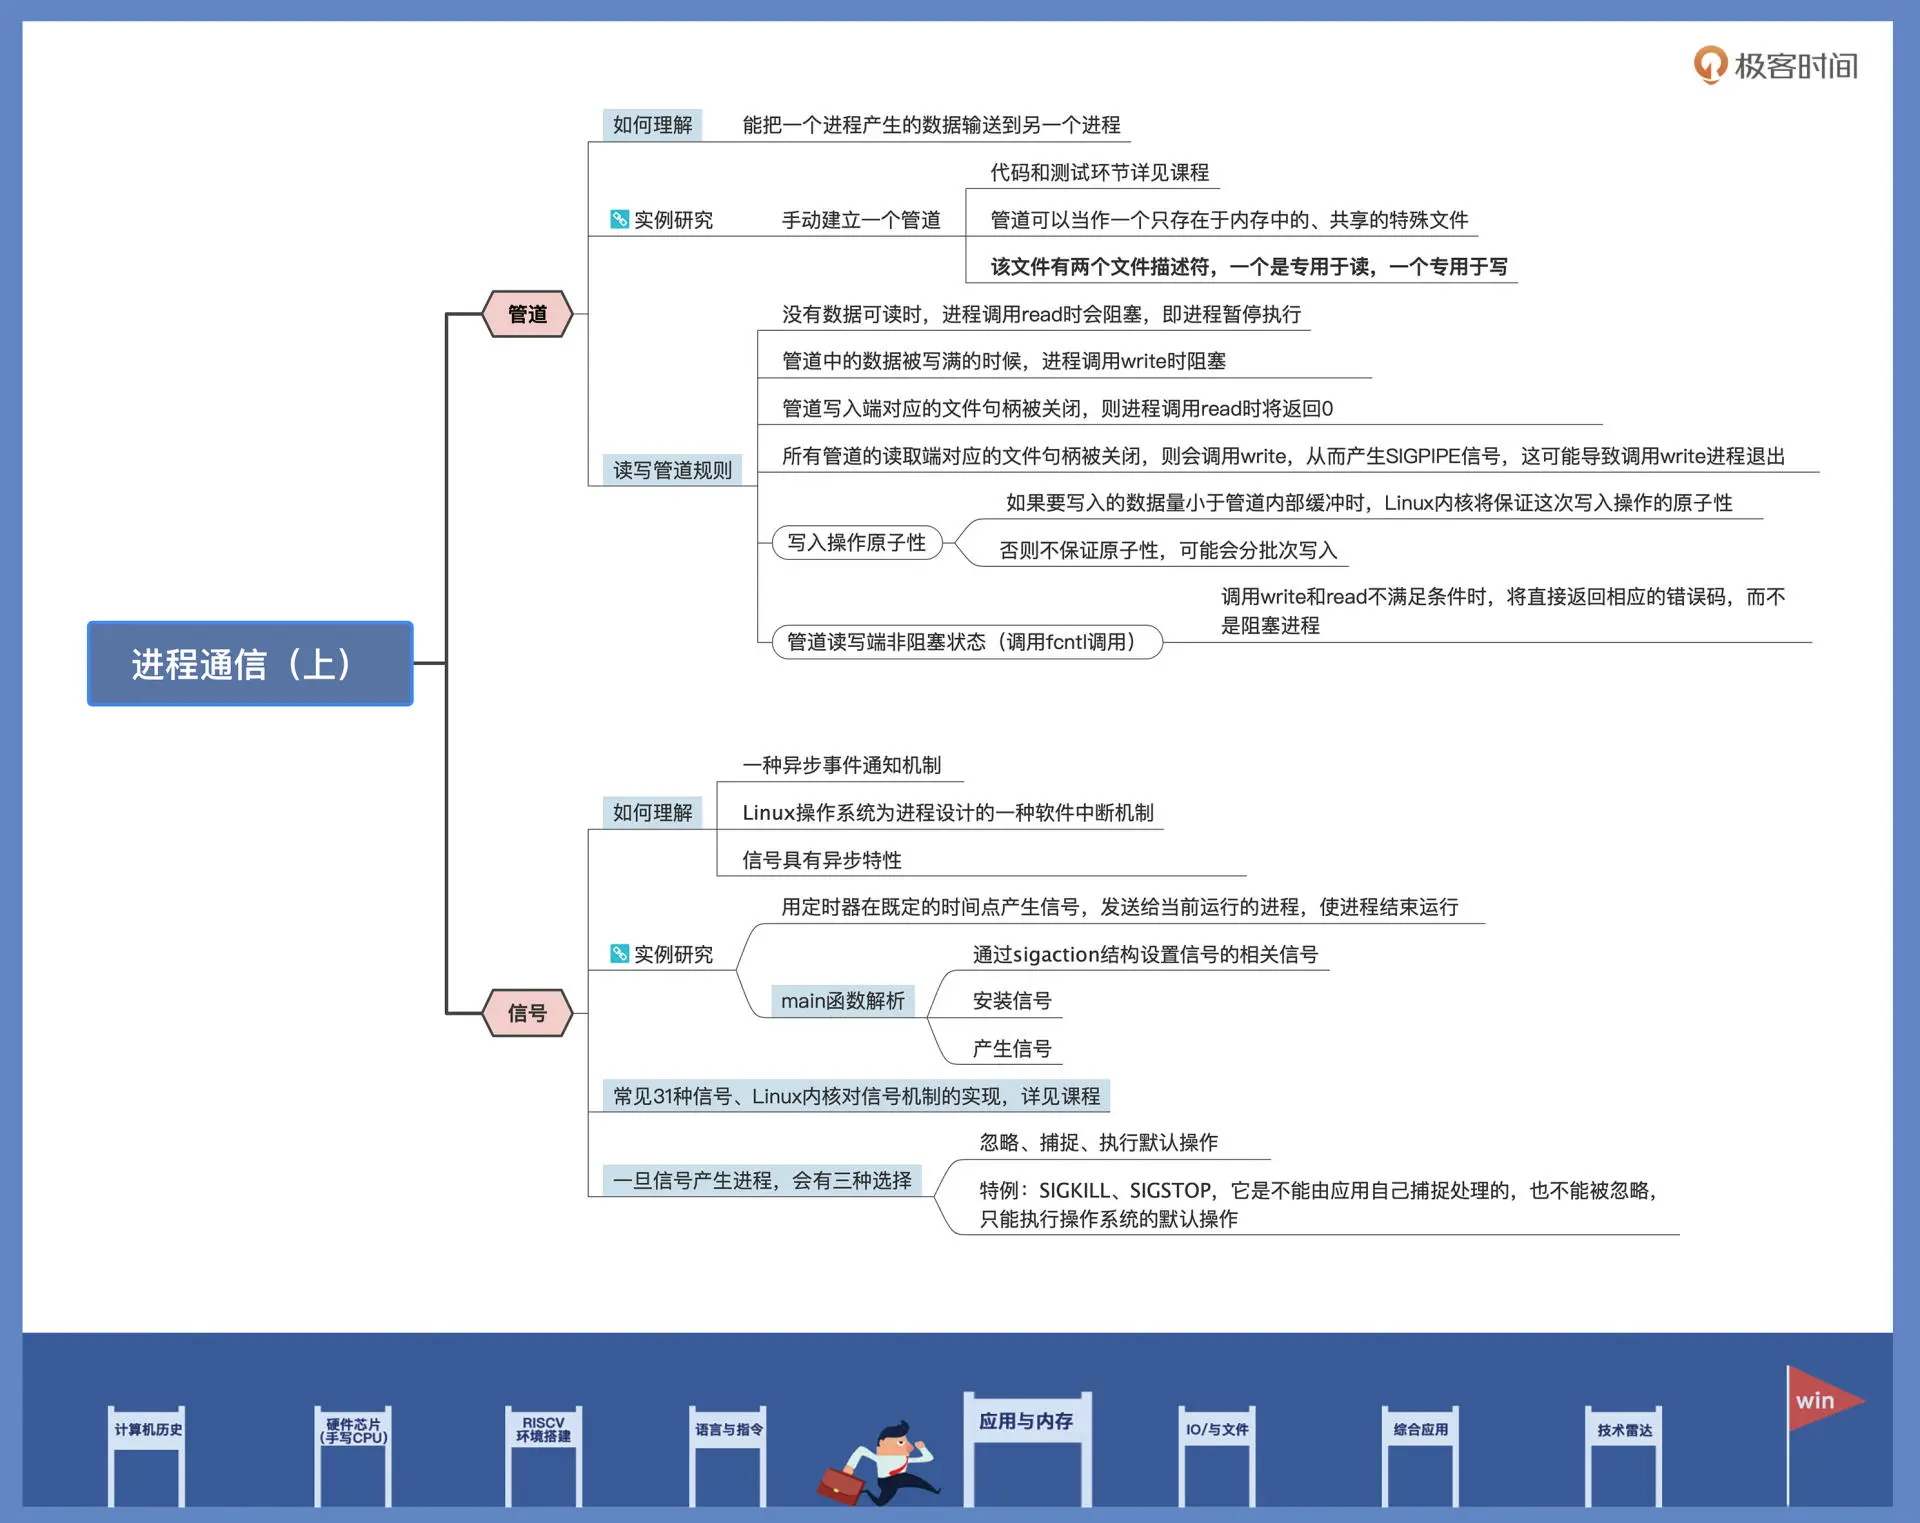 极客时间
如何理解
能把一个进程产生的数据输送到另一个进程
代码和测试环节详见课程
实例研究
手动建立一个管道
管道可以当作一个只存在于内存中的、共享的特殊文件
该文件有两个文件描述符，一个是专用于读，一个专用于写
管道
没有数据可读时，进程调用read时会阻塞，即进程暂停执行
管道中的数据被写满的时候，进程调用write时阻塞
管道写入端对应的文件句柄被关闭，则进程调用read时将返回0
读写管道规则
所有管道的读取端对应的文件句柄被关闭，则会调用write，从而产生SIGPIPE信号，这可能导致调用write进程退出
写入操作原子性
如果要写入的数据量小于管道内部缓冲时，Linux内核将保证这次写入操作的原子性
否则不保证原子性，可能会分批次写入
管道读写端非阻塞状态（调用fcntl调用）
调用write和read不满足条件时，将直接返回相应的错误码，而不
是阻塞进程
进程通信（上）
一种异步事件通知机制
如何理解
Linux操作系统为进程设计的一种软件中断机制
信号具有异步特性
用定时器在既定的时间点产生信号，发送给当前运行的进程，使进程结束运行
实例研究
通过sigaction结构设置信号的相关信号
main函数解析
安装信号
产生信号
信号
常见31种信号、Linux内核对信号机制的实现，详见课程
忽略、捕捉、执行默认操作
一旦信号产生进程，会有三种选择
特例：SIGKILL、SIGSTOP，它是不能由应用自己捕捉处理的，也不能被忽略，
只能执行操作系统的默认操作
计算机历史
硬件芯片
（手写CPU）
RISCV
环境搭建
语言与指令
应用与内存
IO/与文件
综合应用
技术雷达
win